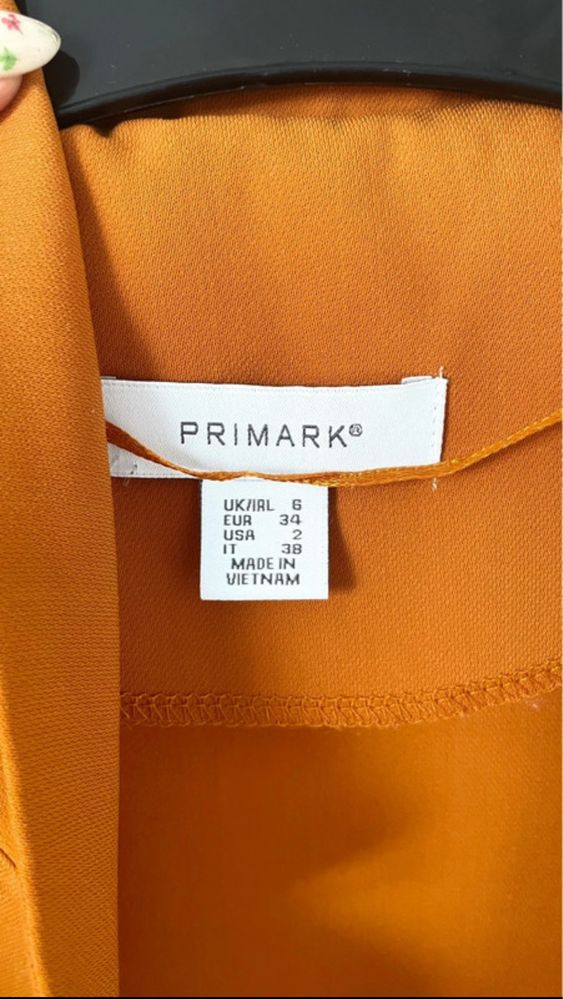 PRIMARK®
UK/IRL 6
EUR 34
USA 2
IT 38
MADE IN
VIETNAM